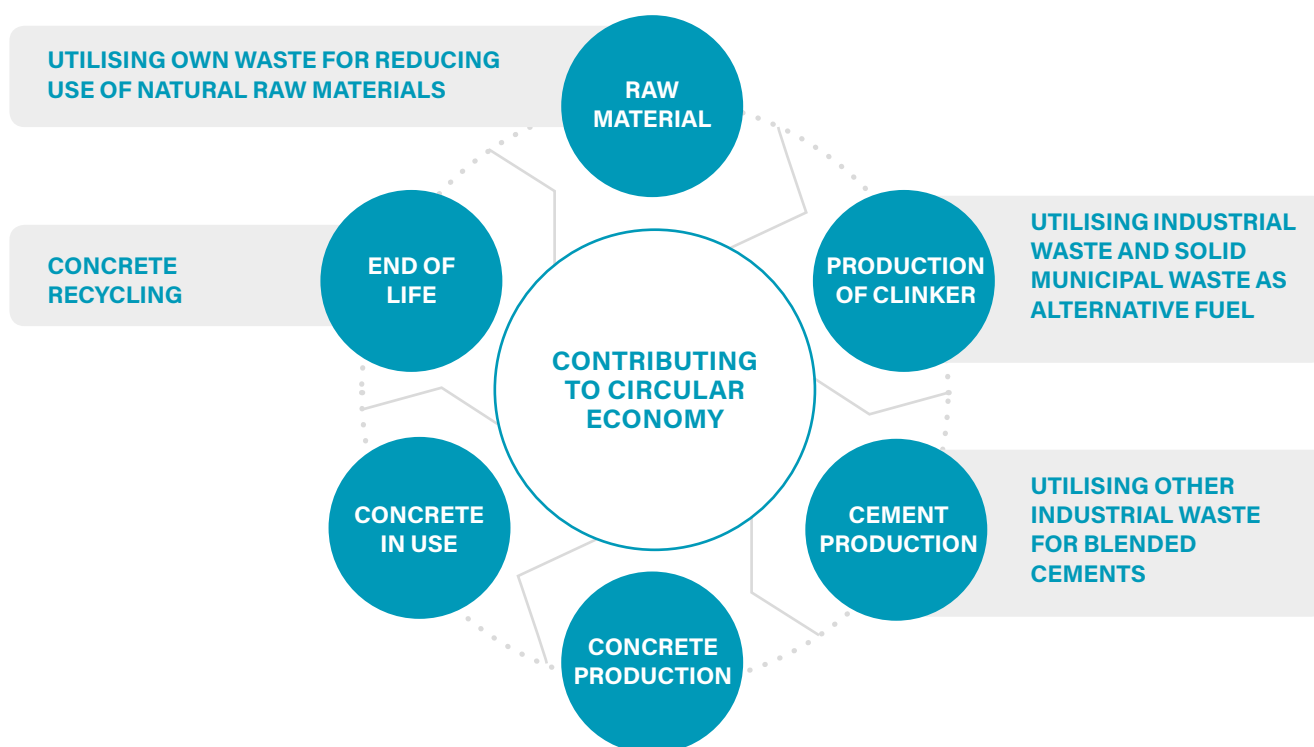 UTILISING OWN WASTE FOR REDUCING
USE OF NATURAL RAW MATERIALS
RAW
MATERIAL
CONCRETE
RECYCLING
END OF
LIFE
PRODUCTION
OF CLINKER
UTILISING INDUSTRIAL
WASTE AND SOLID
MUNICIPAL WASTE AS
ALTERNATIVE FUEL
CONTRIBUTING
TO CIRCULAR
ECONOMY
CONCRETE
IN USE
CEMENT
PRODUCTION
UTILISING OTHER
INDUSTRIAL WASTE
FOR BLENDED
CEMENTS
CONCRETE
PRODUCTION